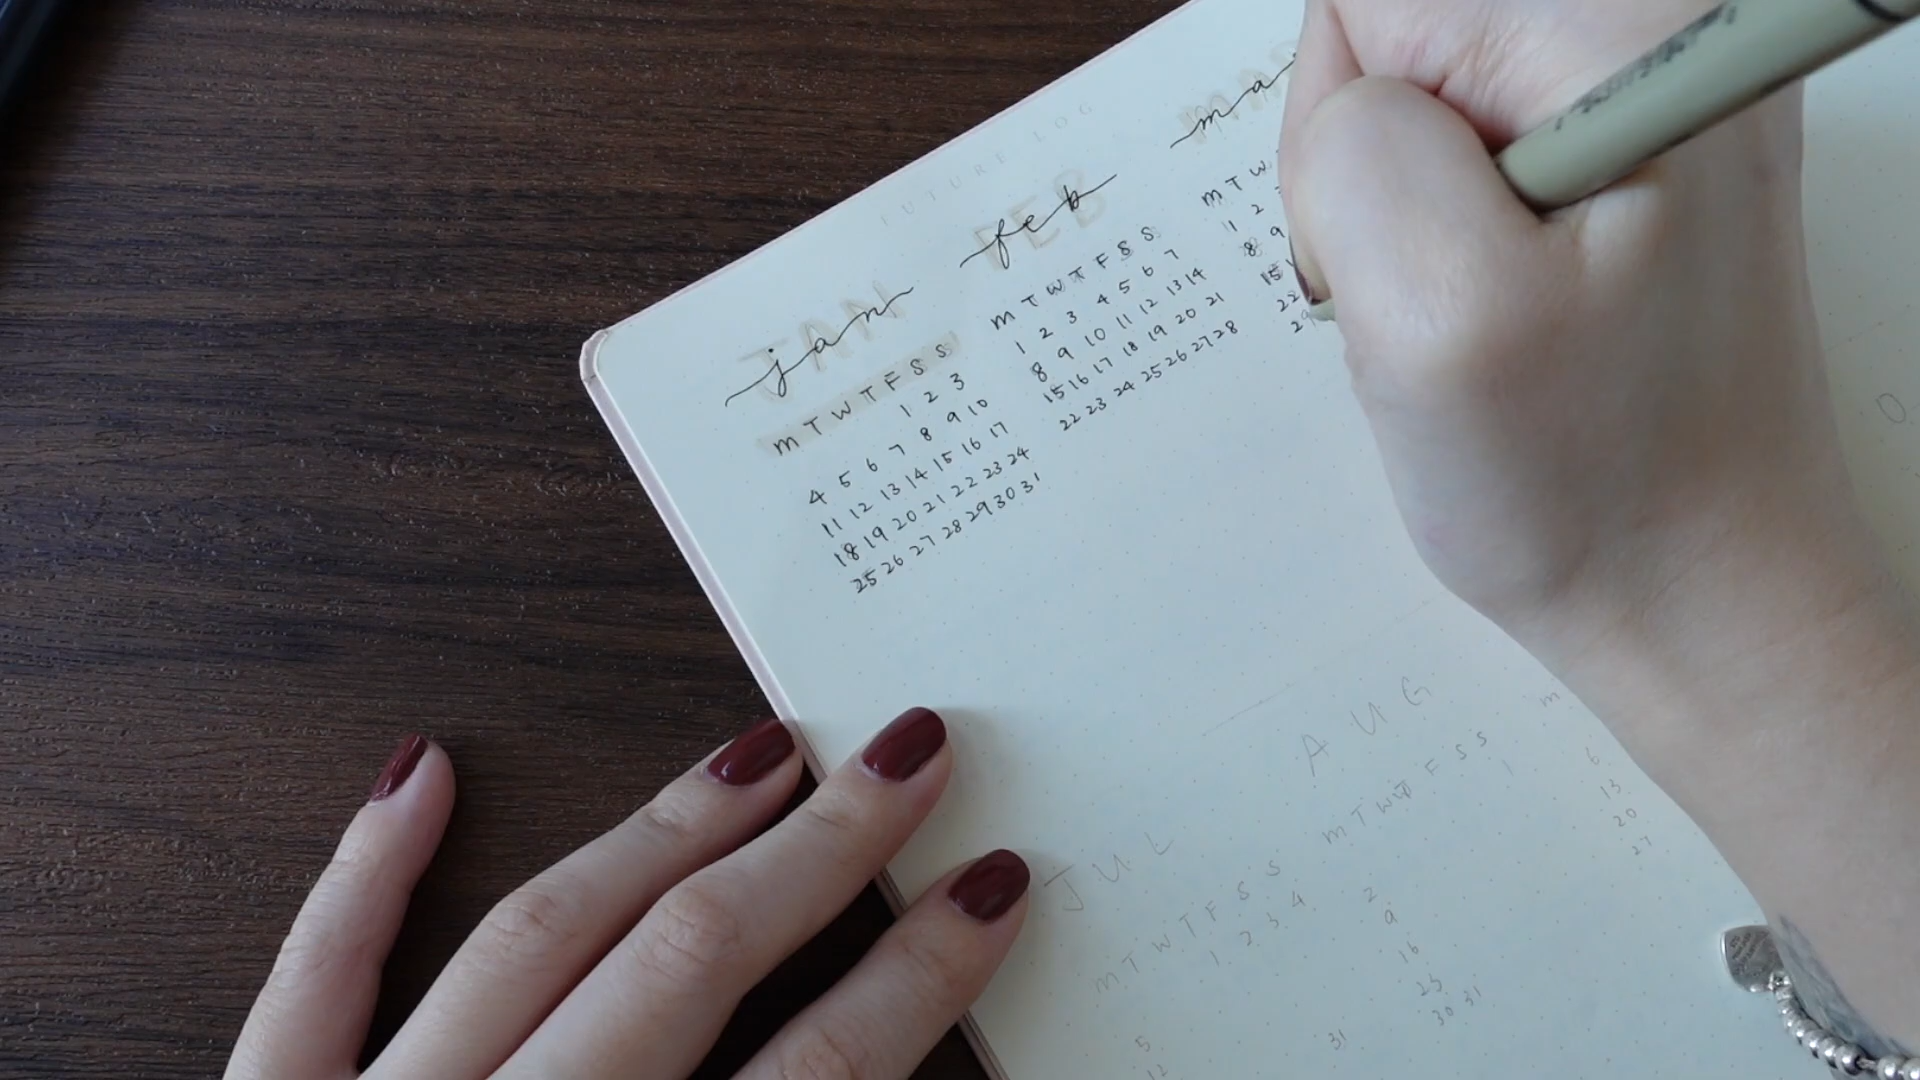 FUTURE LOG
JAN
jan
M T W T F S S
1 2 3
4 5 6 7 8 9 10
11 12 13 14 15 16 17
18 19 20 21 22 23 24
25 26 27 28 29 30 31
FEB
feb
M T W T F S S
1 2 3 4 5 6 7
8 9 10 11 12 13 14
15 16 17 18 19 20 21
22 23 24 25 26 27 28
ma
M T W
1 2
8 9
15
22
29
JUL
M T W T F S S
1 2 3 4
5
12
31
AUG
M T W T F S S
1
2
9
16
23
30 31
M
6
13
20
27